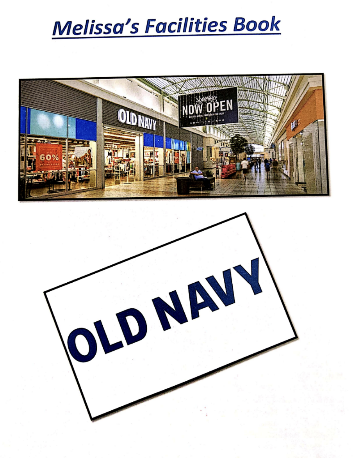 Melissa's Facilities Book
NOW OPEN
OLD NAVY
60%
OLD NAVY